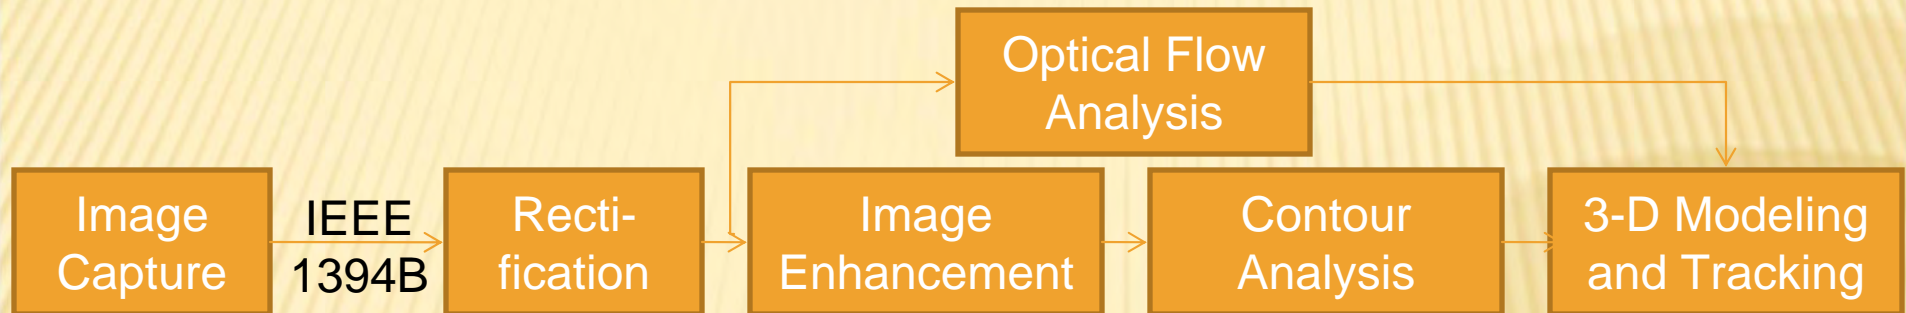 Optical Flow
Analysis
Image
Capture
IEEE
1394B
Recti-
fication
Image
Enhancement
Contour
Analysis
3-D Modeling
and Tracking